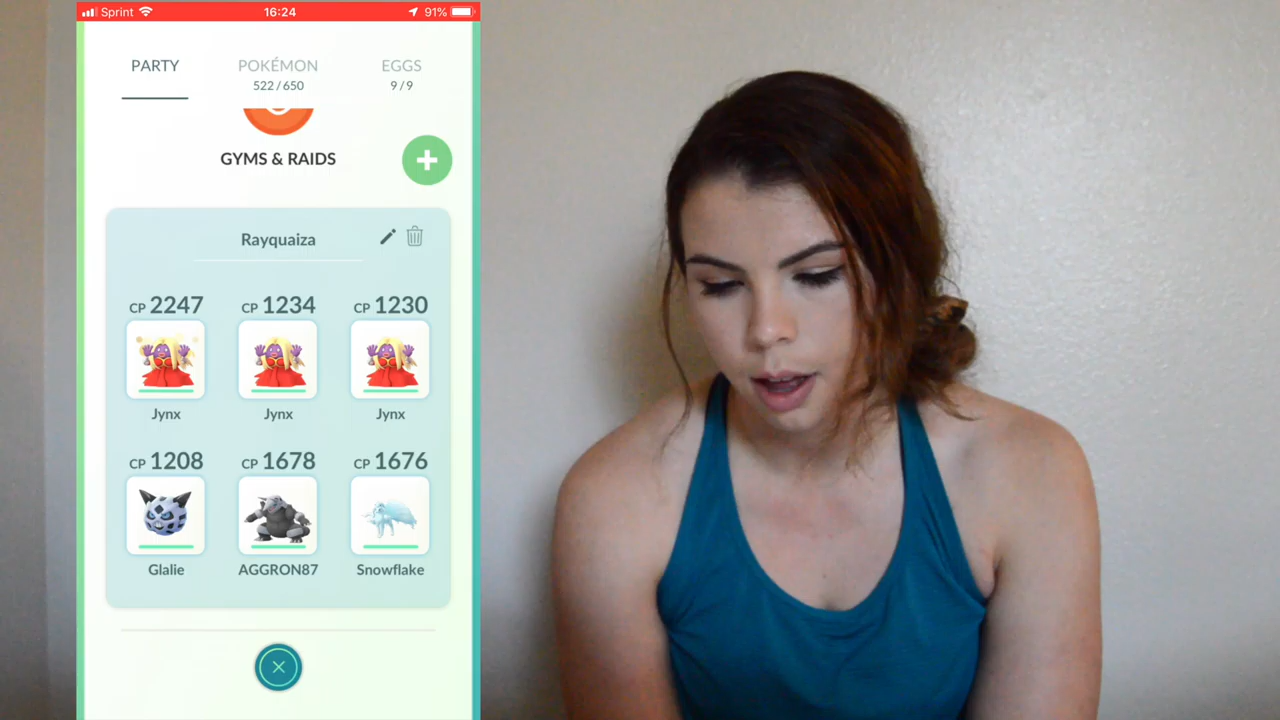 Sprint 16:24 91%
PARTY POKÉMON EGGS
522 / 650 9 / 9
GYMS & RAIDS
Rayquaiza
CP 2247 CP 1234 CP 1230
Jynx Jynx Jynx
CP 1208 CP 1678 CP 1676
Glalie AGGRON87 Snowflake